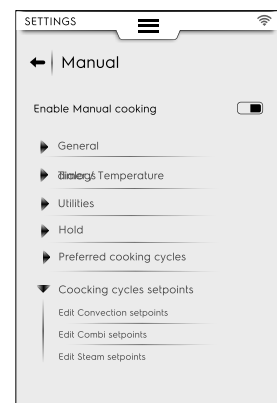 SETTINGS
Manual
Enable Manual cooking
General
Temperature
Utilities
Hold
Preferred cooking cycles
Coocking cycles setpoints
Edit Convection setpoints
Edit Combi setpoints
Edit Steam setpoints